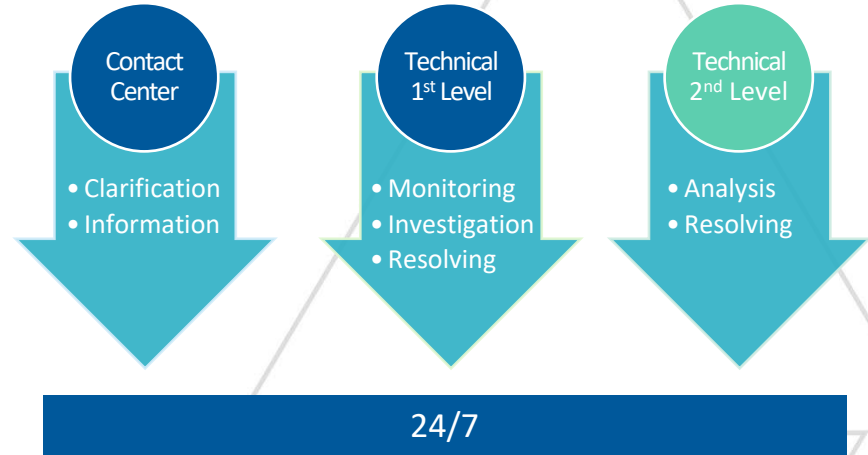 Contact
Center
• Clarification
• Information
Technical
1st Level
• Monitoring
• Investigation
• Resolving
Technical
2nd Level
• Analysis
• Resolving
24/7